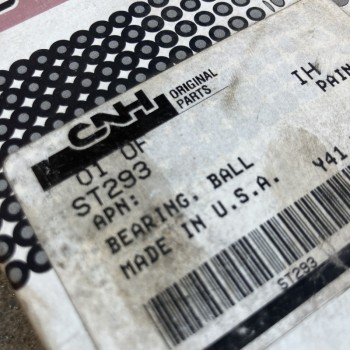 CNH ORIGINAL
PARTS
IH
PAIN
01 OF
ST293
APN:
BEARING, BALL
MADE IN U.S.A. Y41
ST293